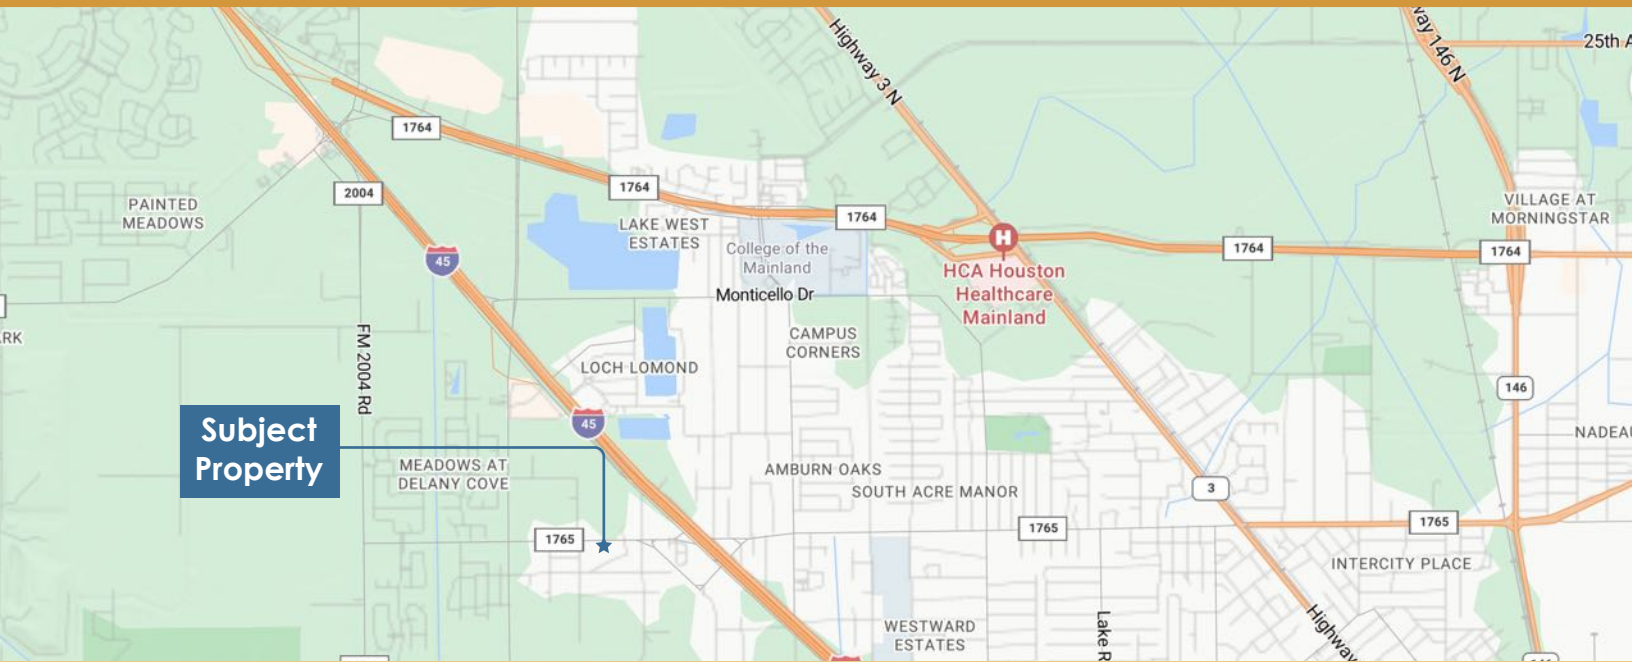 Highway 3 N
way 146 N
25th A
1764
2004
1764
PAINTED
MEADOWS
LAKE WEST
ESTATES
1764
VILLAGE AT
MORNINGSTAR
College of the
Mainland
1764
1764
45
H
HCA Houston
Healthcare
Mainland
Monticello Dr
RK
FM 2004 Rd
CAMPUS
CORNERS
LOCH LOMOND
146
45
Subject
Property
NADEAU
MEADOWS AT
DELANY COVE
AMBURN OAKS
SOUTH ACRE MANOR
3
1765
1765
1765
INTERCITY PLACE
WESTWARD
ESTATES
Lake R
Highway